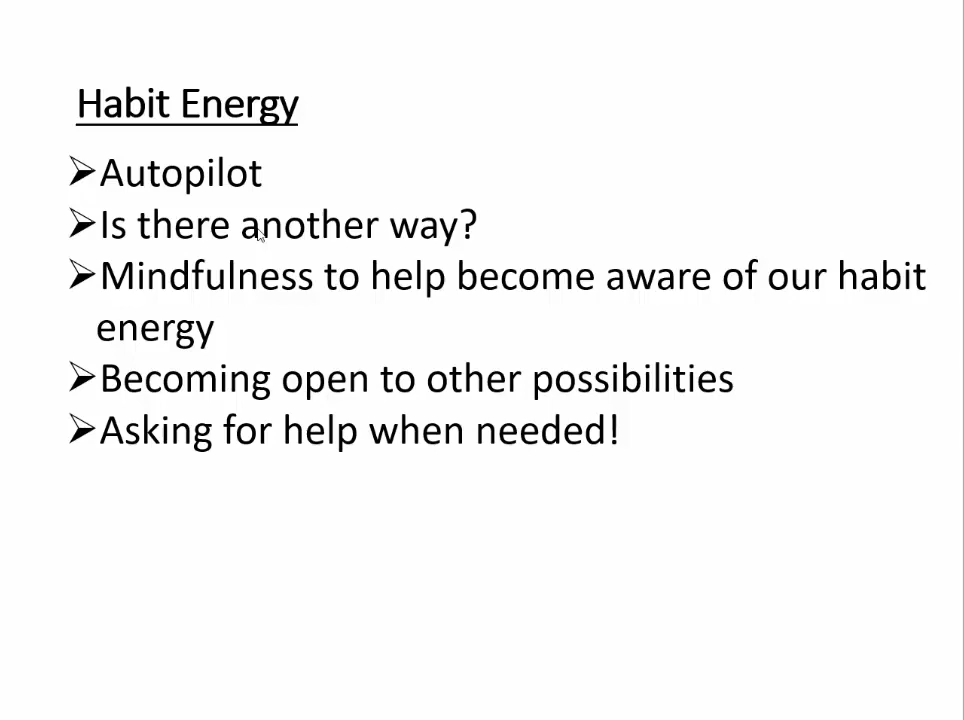 Habit Energy
➢Autopilot
➢Is there another way?
➢Mindfulness to help become aware of our habit
energy
➢Becoming open to other possibilities
➢Asking for help when needed!